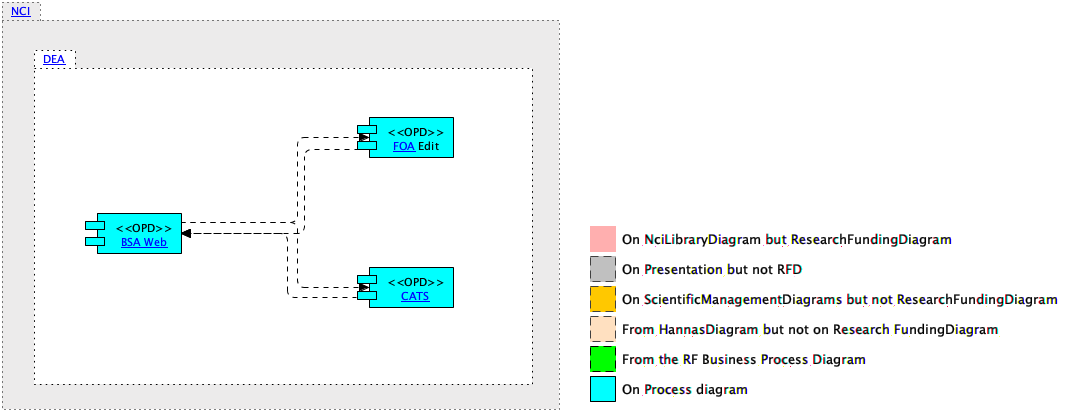 NCI
DEA
<<OPD>>
FOA Edit
<<OPD>>
BSA Web
<<OPD>>
CATS
On NciLibraryDiagram but ResearchFundingDiagram
On Presentation but not RFD
On ScientificManagementDiagrams but not ResearchFundingDiagram
From HannasDiagram but not on Research FundingDiagram
From the RF Business Process Diagram
On Process diagram